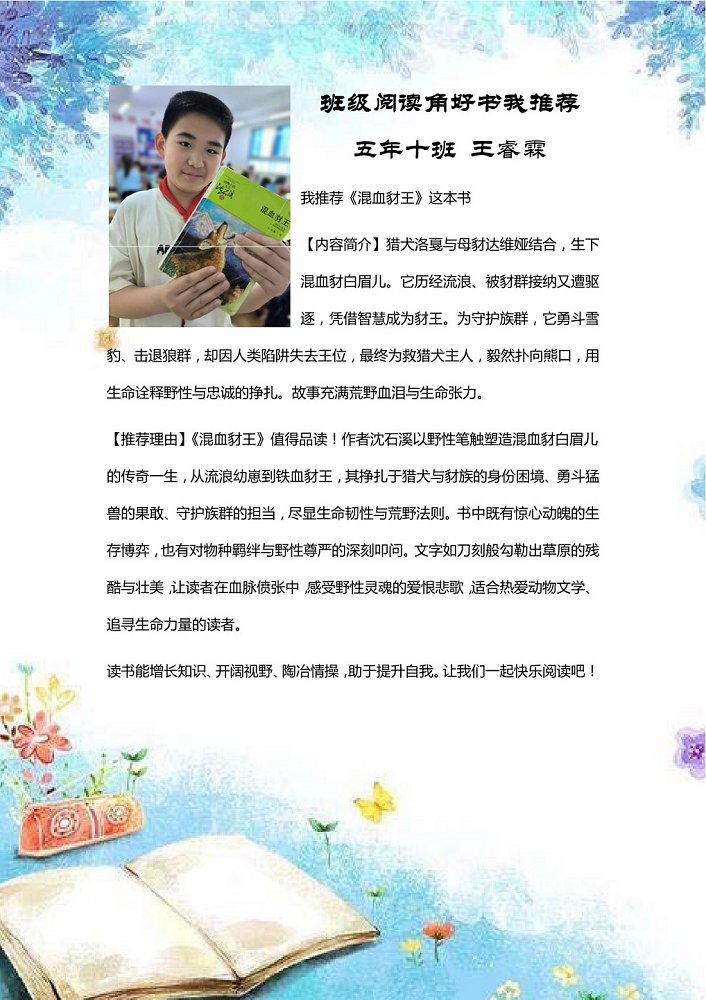 班级阅读角好书我推荐
五年十班 王睿霖
我推荐《混血豺王》这本书
【内容简介】猎犬洛戛与母豺达维娅结合，生下
混血豺白眉儿。它历经流浪、被豺群接纳又遭驱
逐，凭借智慧成为豺王。为守护族群，它勇斗雪
豹、击退狼群，却因人类陷阱失去王位，最终为救猎犬主人，毅然扑向熊口，用
生命诠释野性与忠诚的挣扎。故事充满荒野血泪与生命张力。
【推荐理由】《混血豺王》值得品读！作者沈石溪以野性笔触塑造混血豺白眉儿
的传奇一生，从流浪幼崽到铁血豺王，其挣扎于猎犬与豺族的身份困境、勇斗猛
兽的果敢、守护族群的担当，尽显生命韧性与荒野法则。书中既有惊心动魄的生
存博弈，也有对物种羁绊与野性尊严的深刻叩问。文字如刀刻般勾勒出草原的残
酷与壮美，让读者在血脉偾张中，感受野性灵魂的爱恨悲歌，适合热爱动物文学、
追寻生命力量的读者。
读书能增长知识、开阔视野、陶冶情操，助于提升自我。让我们一起快乐阅读吧！
混血豺王